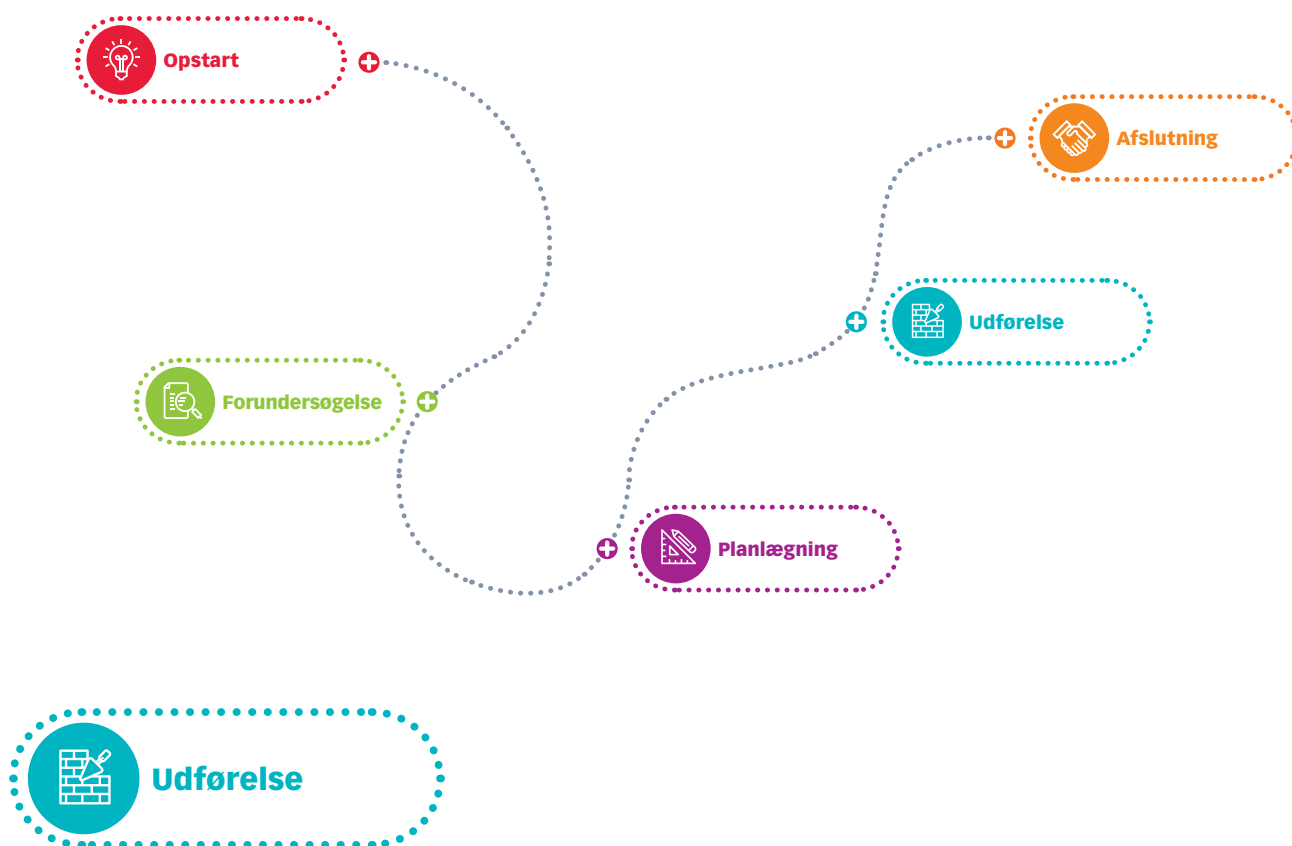 Opstart
Afslutning
Udførelse
Forundersøgelse
Planlægning
Udførelse